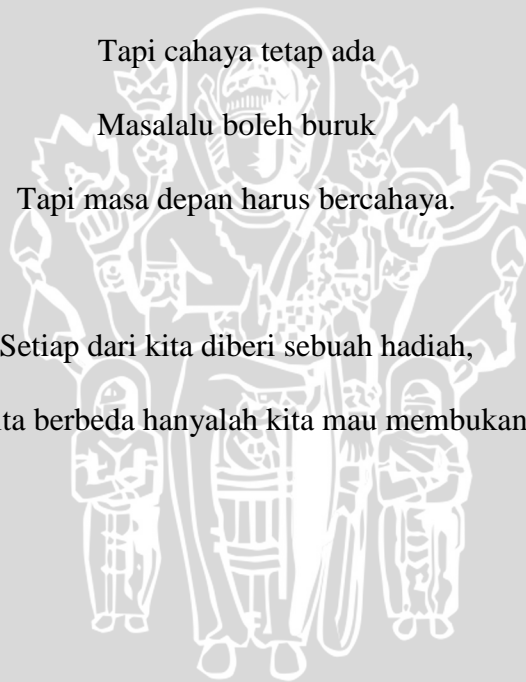 Tapi cahaya tetap ada
Masalalu boleh buruk
Tapi masa depan harus bercahaya.
Setiap dari kita diberi sebuah hadiah,
ta berbeda hanyalah kita mau membukan